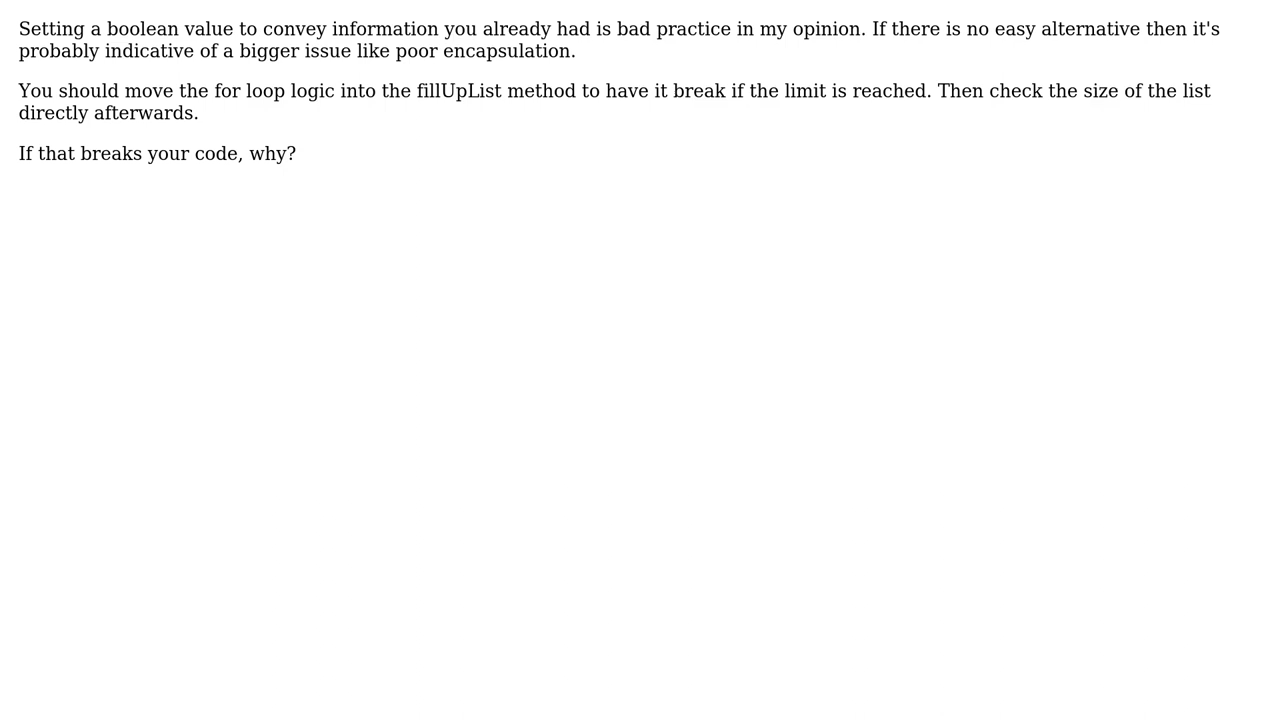 Setting a boolean value to convey information you already had is bad practice in my opinion. If there is no easy alternative then it's
probably indicative of a bigger issue like poor encapsulation.
You should move the for loop logic into the fillUpList method to have it break if the limit is reached. Then check the size of the list
directly afterwards.
If that breaks your code, why?